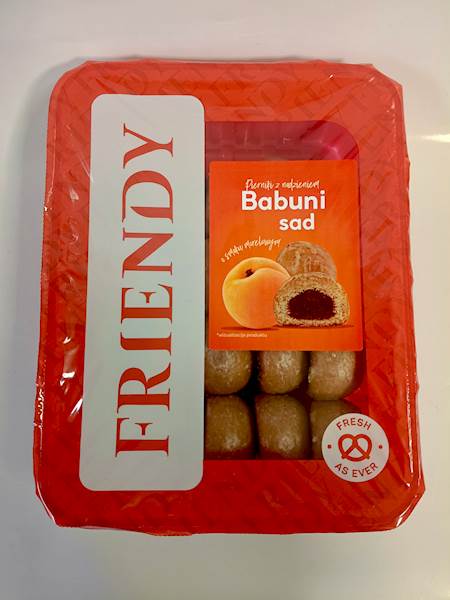 FRIENDY
Pierniki z nadzieniem
Babuni
sad
o smaku morelowym
*wizualizacja produktu
FRESH
AS EVER